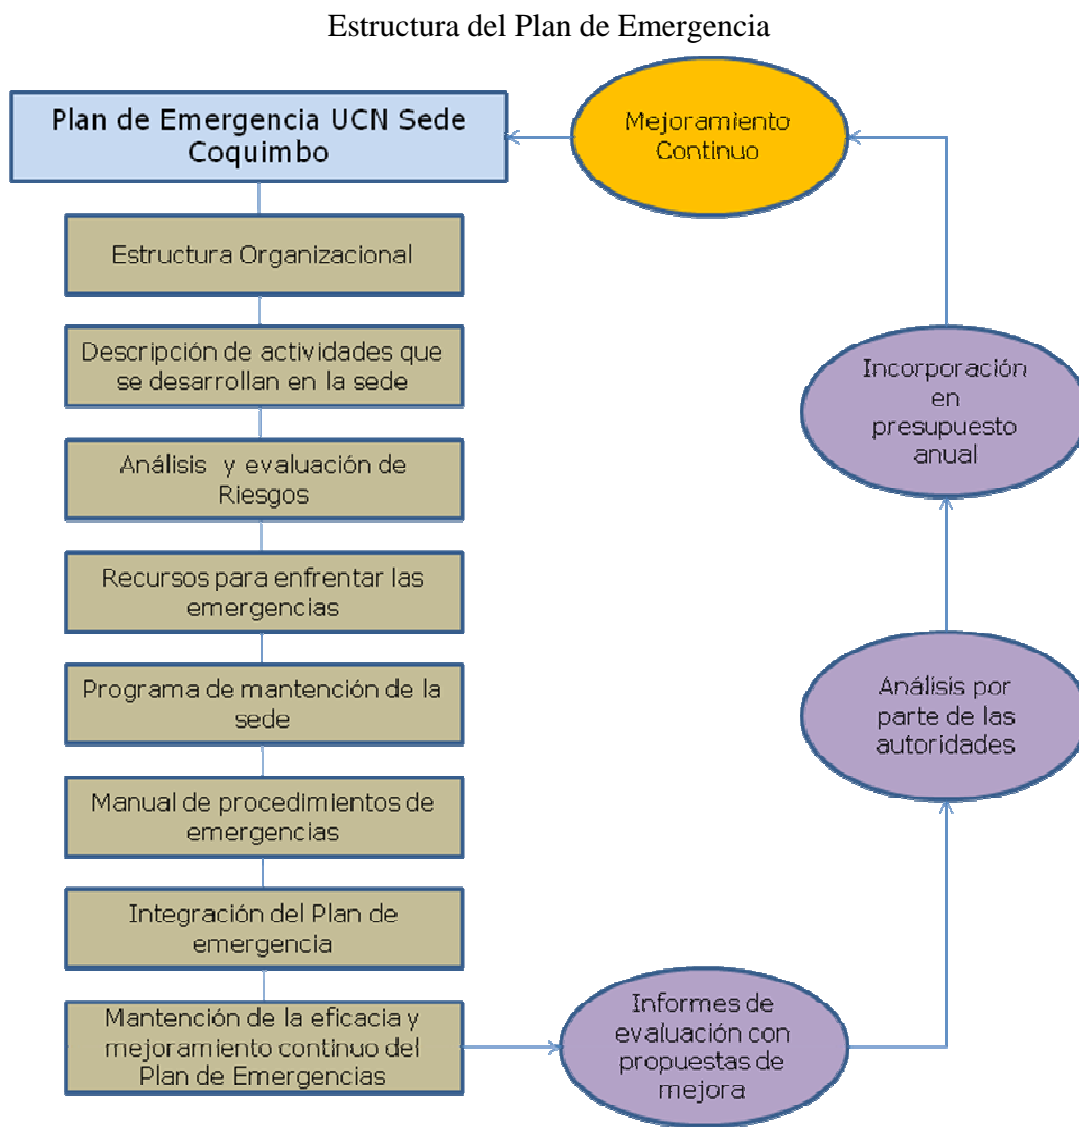 Estructura del Plan de Emergencia
Plan de Emergencia UCN Sede
Coquimbo
Mejoramiento
Continuo
Estructura Organizacional
Descripción de actividades que
se desarrollan en la sede
Análisis y evaluación de
Riesgos
Recursos para enfrentar las
emergencias
Programa de mantención de la
sede
Manual de procedimientos de
emergencias
Integración del Plan de
emergencia
Mantención de la eficacia y
mejoramiento continuo del
Plan de Emergencias
Informes de
evaluación con
propuestas de
mejora
Análisis por
parte de las
autoridades
Incorporación
en
presupuesto
anual